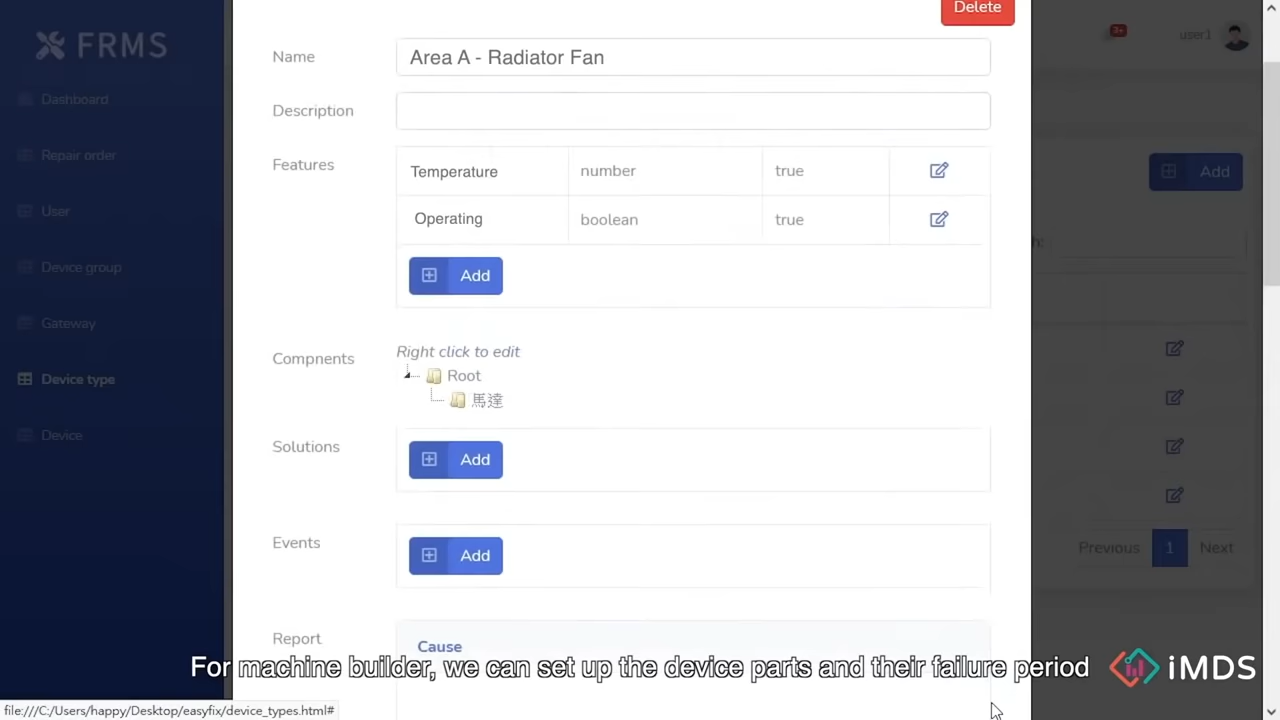 Delete
FRMS
3+
user1
Name
Area A - Radiator Fan
Dashboard
Description
Repair order
Features
Temperature
number
true
Add
User
Operating
boolean
true
h:
Device group
Add
Gateway
Compnents
Right click to edit
Root
馬達
Device type
Device
Solutions
Add
Events
Add
Previous
1
Next
Report
Cause
For machine builder, we can set up the device parts and their failure period
iMDS
file:///C:/Users/happy/Desktop/easyfix/device_types.html#